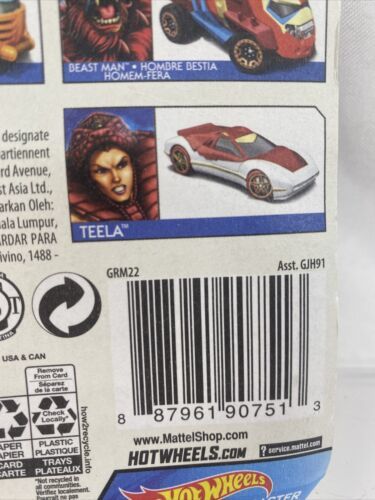 BEAST MAN™ • HOMBRE BESTIA
HOMEM-FERA
TEELA™
designate
partiennent
rd Avenue,
st Asia Ltd.,
arkan Oleh:
ala Lumpur,
ARDAR PARA
ivino, 1488 -
GRM22
Asst. GJH91
USA & CAN
Remove
From Card
Séparez
de la carte
Check
Locally*
how2recycle.info
PAPER
CARD
PAPIER
CARTE
PLASTIC
TRAYS
PLASTIQUE
PLATEAUX
*Not recycled in all
communities
8 87961 90751 3
www.MattelShop.com
HOTWHEELS.COM
? service.mattel.com
Hot Wheels